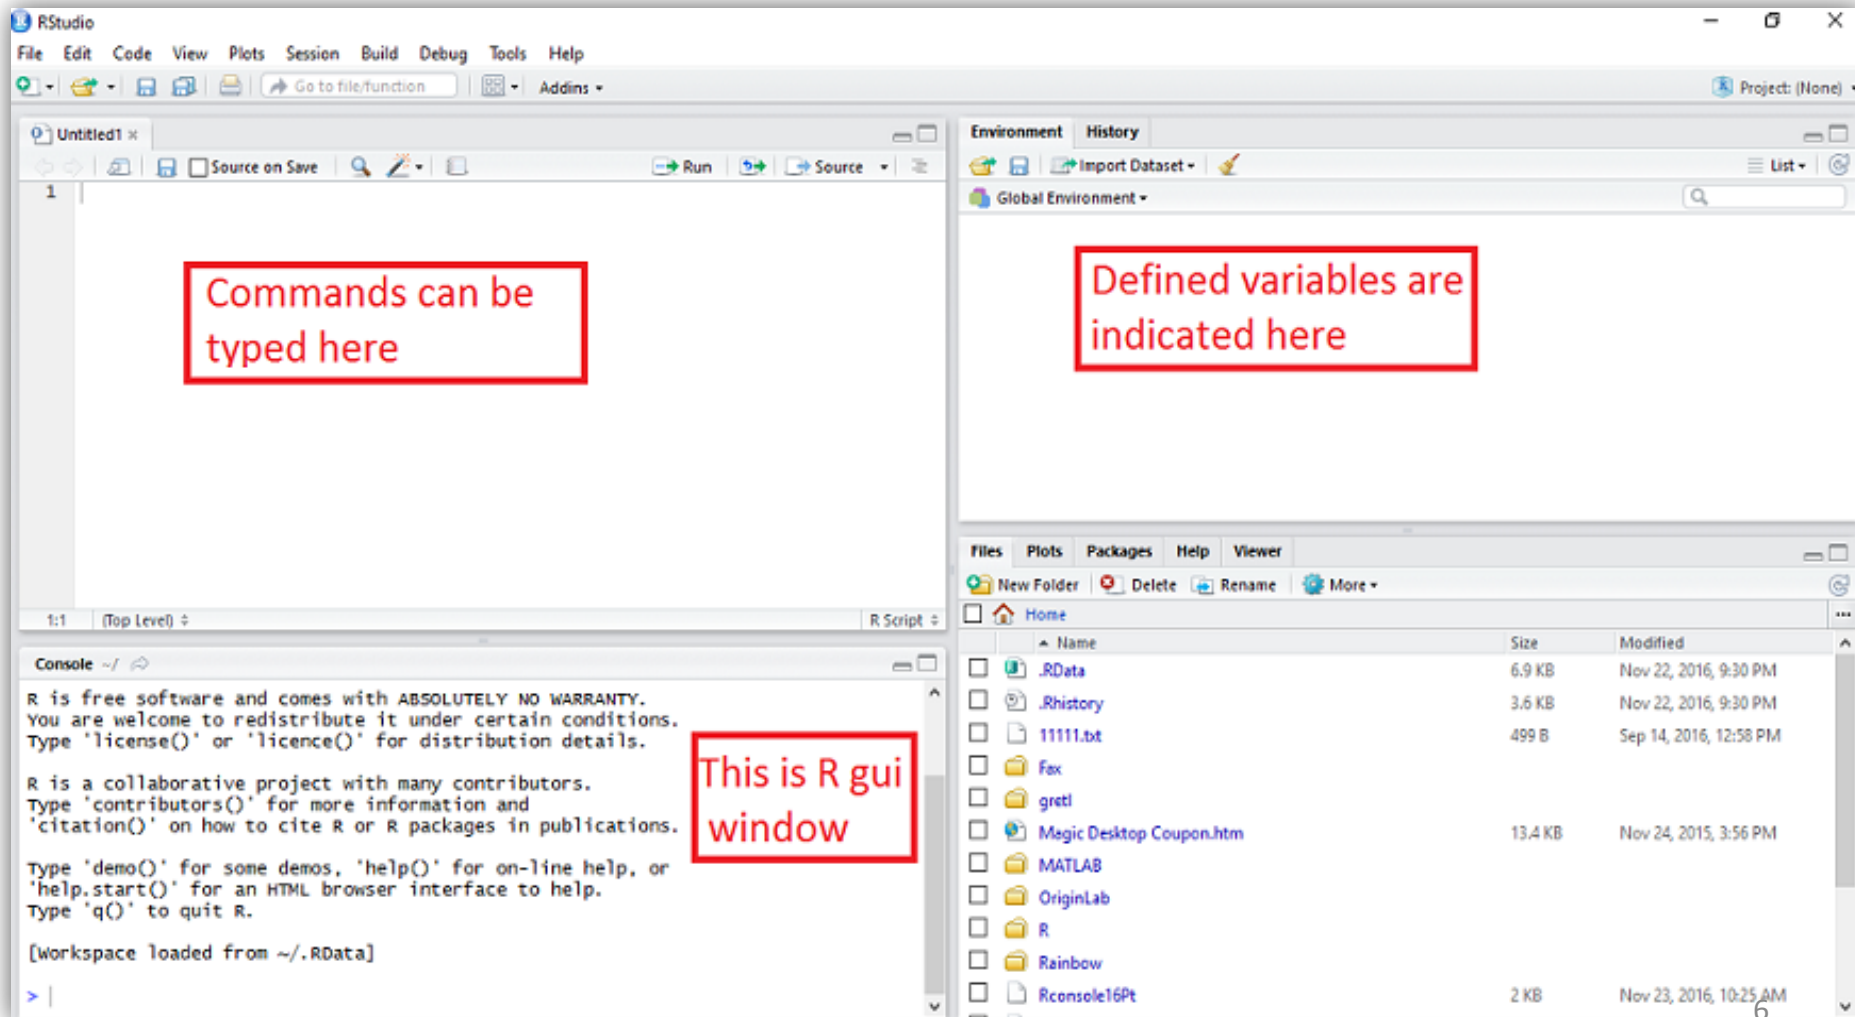 RStudio
File Edit Code View Plots Session Build Debug Tools Help
Go to file/function Addins Project: (None)
Untitled1
Source on Save Run Source
1
Commands can be
typed here
1:1 (Top Level) R Script
Console ~/
R is free software and comes with ABSOLUTELY NO WARRANTY.
You are welcome to redistribute it under certain conditions.
Type 'license()' or 'licence()' for distribution details.
R is a collaborative project with many contributors.
Type 'contributors()' for more information and
'citation()' on how to cite R or R packages in publications.
Type 'demo()' for some demos, 'help()' for on-line help, or
'help.start()' for an HTML browser interface to help.
Type 'q()' to quit R.
[Workspace loaded from ~/.RData]
>
This is R gui
window
Environment History
Import Dataset List
Global Environment
Defined variables are
indicated here
Files Plots Packages Help Viewer
New Folder Delete Rename More
Home ...
Name Size Modified
.RData 6.9 KB Nov 22, 2016, 9:30 PM
.Rhistory 3.6 KB Nov 22, 2016, 9:30 PM
11111.txt 499 B Sep 14, 2016, 12:58 PM
Fax
gretl
Magic Desktop Coupon.htm 13.4 KB Nov 24, 2015, 3:56 PM
MATLAB
OriginLab
R
Rainbow
Rconsole16Pt 2 KB Nov 23, 2016, 10:25 AM
6